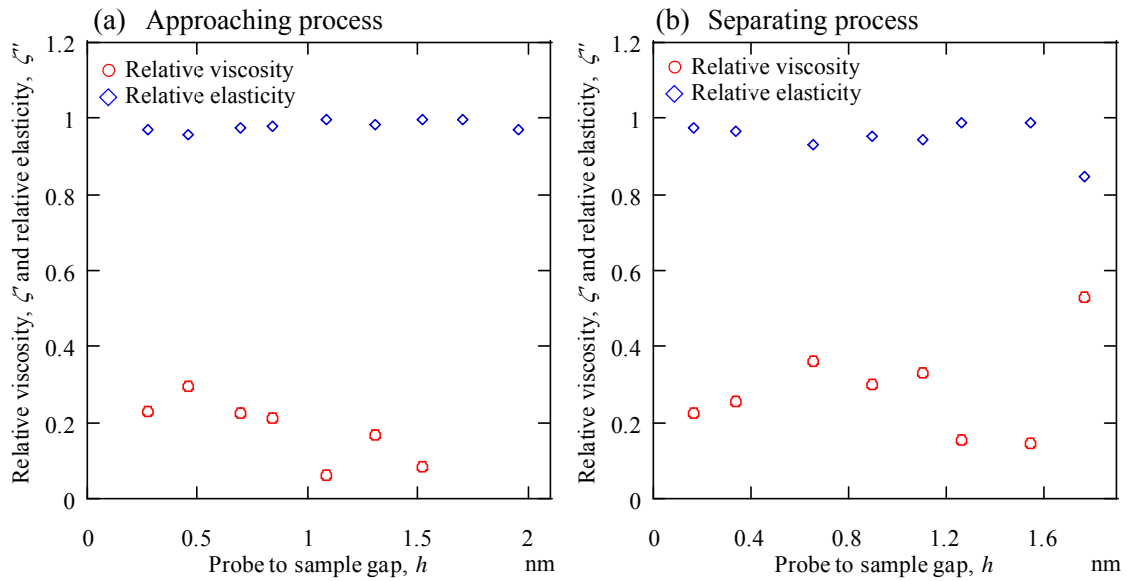 (a) Approaching process
1.2
1
0.8
0.6
0.4
0.2
0
Relative viscosity, ζ' and relative elasticity, ζ''
Relative viscosity
Relative elasticity
0 0.5 1 1.5 2
Probe to sample gap, h nm
(b) Separating process
1.2
1
0.8
0.6
0.4
0.2
0
Relative viscosity, ζ' and relative elasticity, ζ''
Relative viscosity
Relative elasticity
0 0.4 0.8 1.2 1.6
Probe to sample gap, h nm